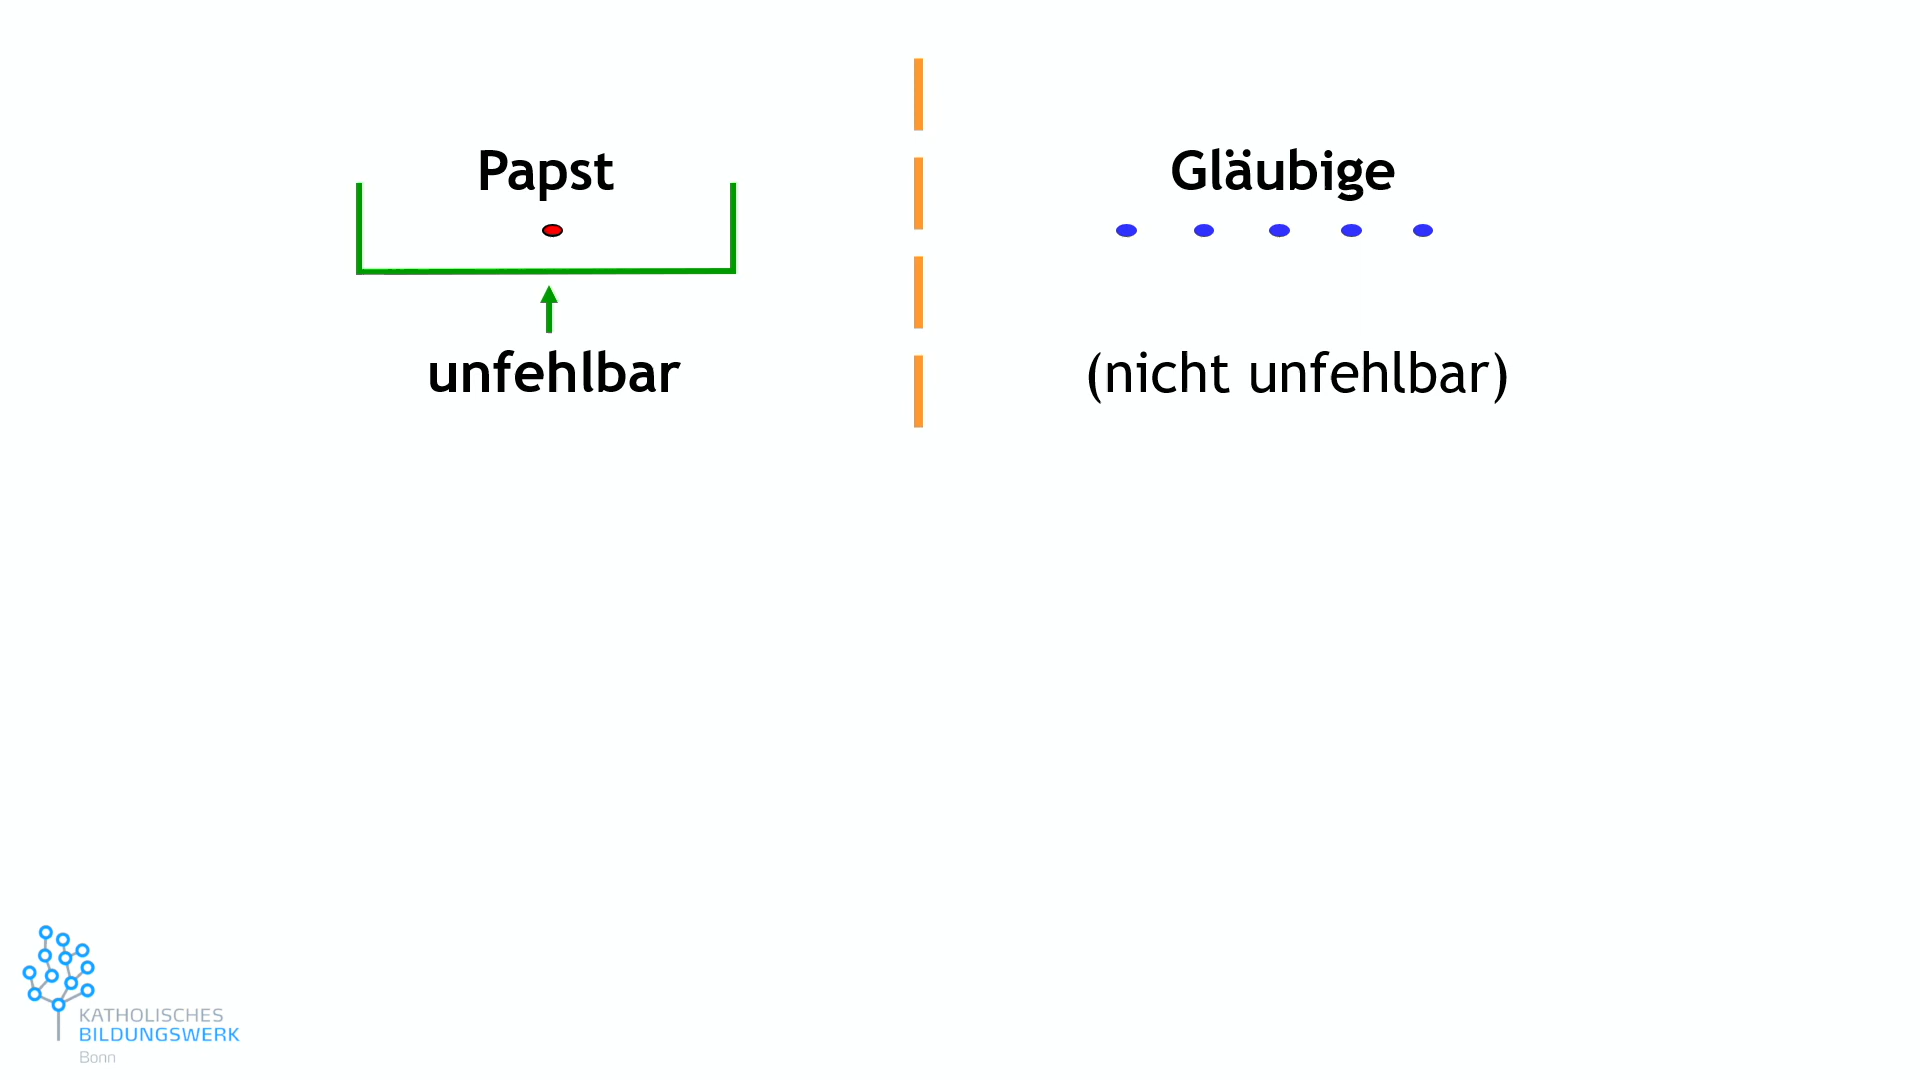 Papst
Gläubige
unfehlbar
(nicht unfehlbar)
KATHOLISCHES
BILDUNGSWERK
Bonn